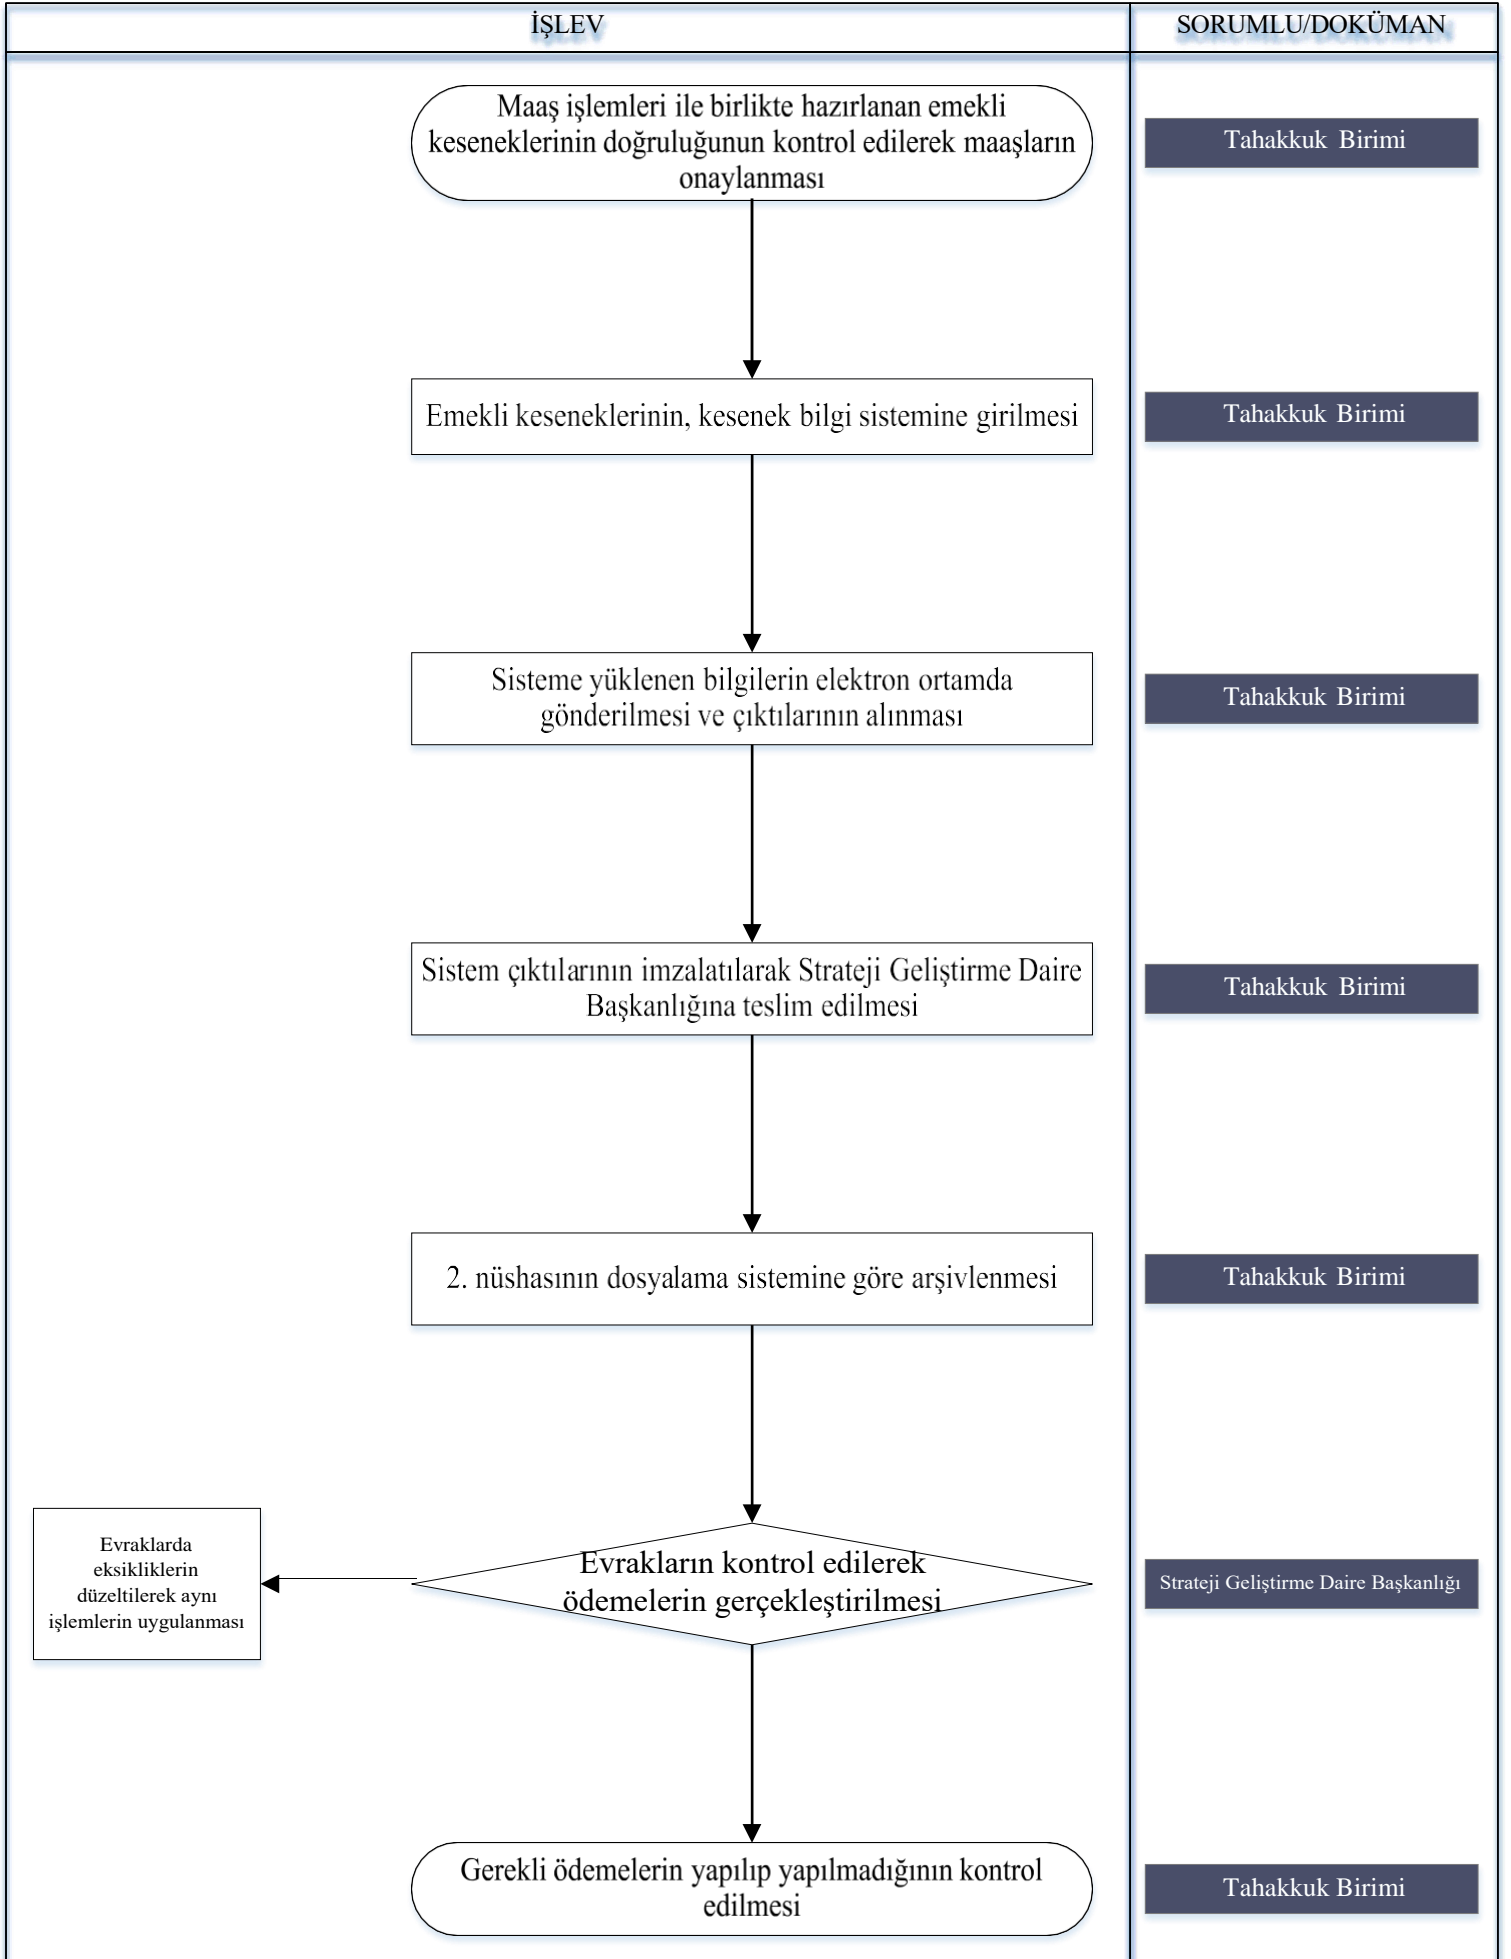 İŞLEV
SORUMLU/DOKÜMAN
Maaş işlemleri ile birlikte hazırlanan emekli
keseneklerinin doğruluğunun kontrol edilerek maaşların
onaylanması
Tahakkuk Birimi
Emekli keseneklerinin, kesenek bilgi sistemine girilmesi
Tahakkuk Birimi
Sisteme yüklenen bilgilerin elektron ortamda
gönderilmesi ve çıktılarının alınması
Tahakkuk Birimi
Sistem çıktılarının imzalatılarak Strateji Geliştirme Daire
Başkanlığına teslim edilmesi
Tahakkuk Birimi
2. nüshasının dosyalama sistemine göre arşivlenmesi
Tahakkuk Birimi
Evraklarda
eksikliklerin
düzeltilerek aynı
işlemlerin uygulanması
Evrakların kontrol edilerek
ödemelerin gerçekleştirilmesi
Strateji Geliştirme Daire Başkanlığı
Gerekli ödemelerin yapılıp yapılmadığının kontrol
edilmesi
Tahakkuk Birimi